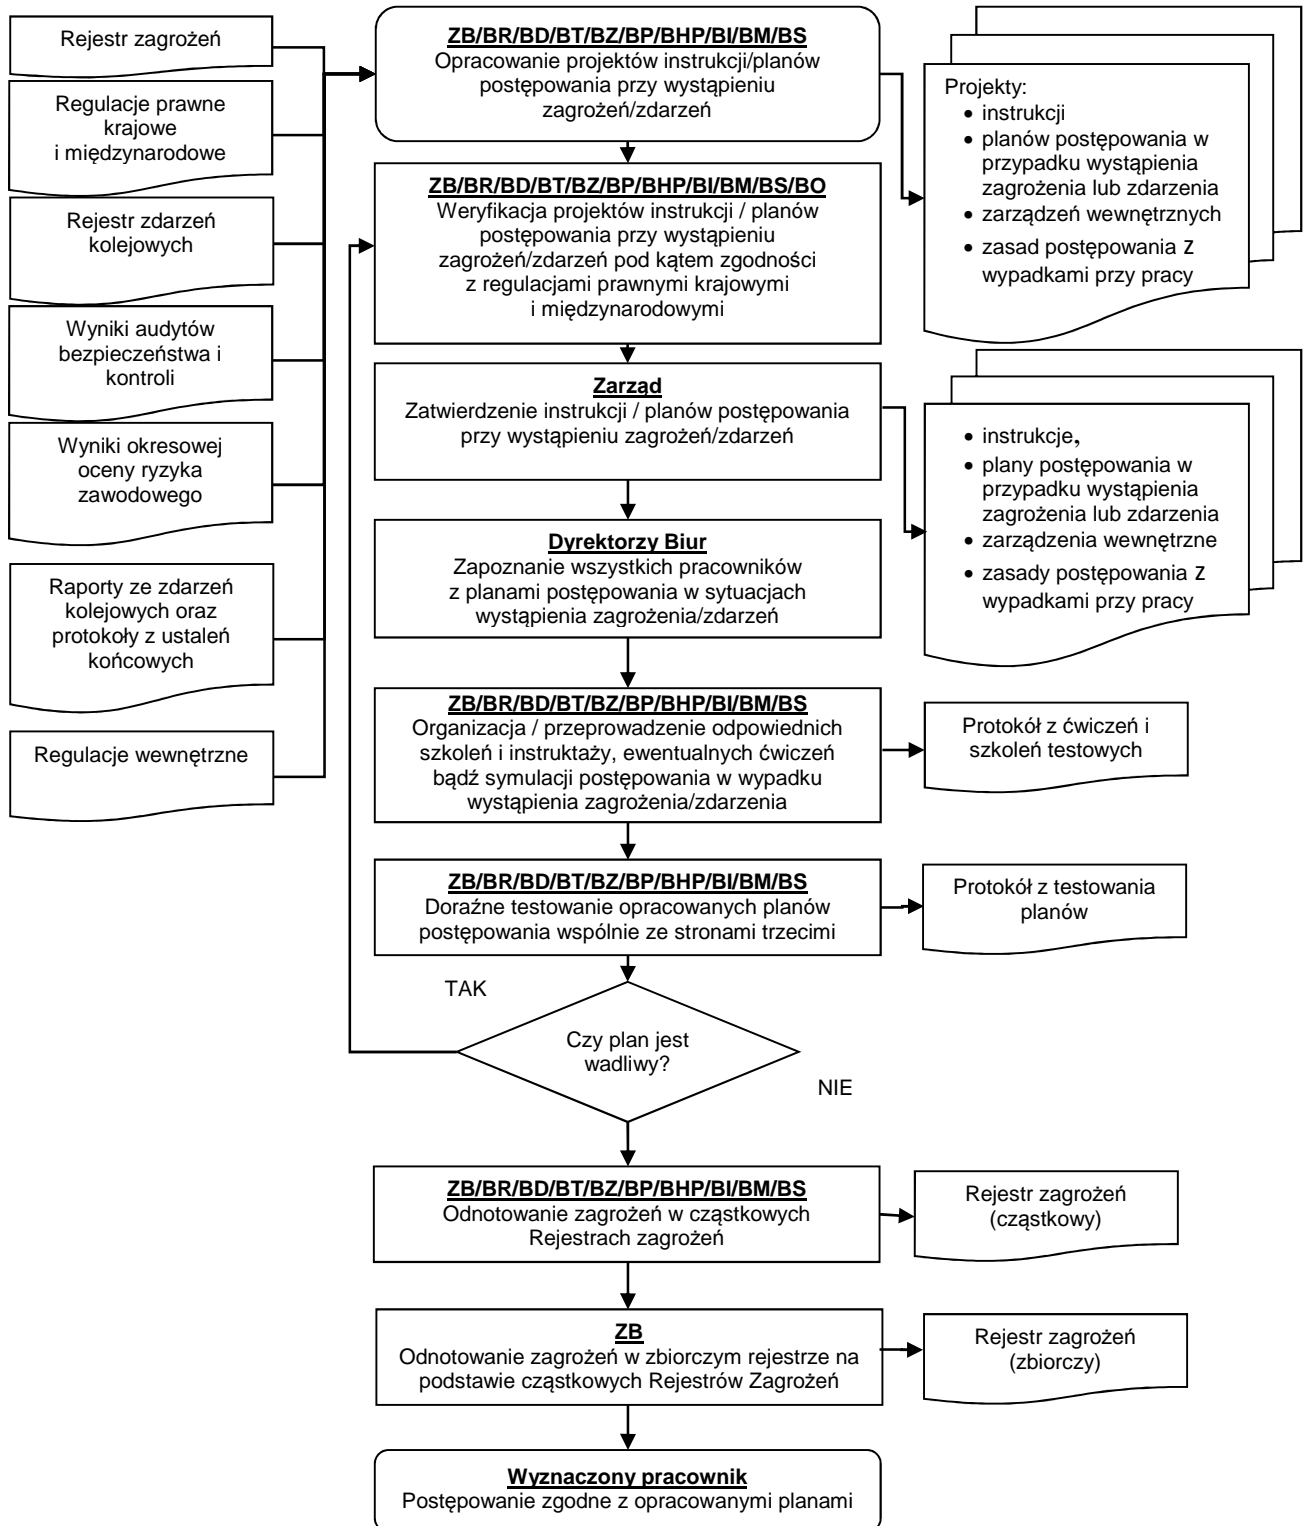 Rejestr zagrożeń
Regulacje prawne
krajowe
i międzynarodowe
Rejestr zdarzeń
kolejowych
Wyniki audytów
bezpieczeństwa i
kontroli
Wyniki okresowej
oceny ryzyka
zawodowego
Raporty ze zdarzeń
kolejowych oraz
protokoły z ustaleń
końcowych
Regulacje wewnętrzne
ZB/BR/BD/BT/BZ/BP/BHP/BI/BM/BS
Opracowanie projektów instrukcji/planów
postępowania przy wystąpieniu
zagrożeń/zdarzeń
Projekty:
• instrukcji
• planów postępowania w
przypadku wystąpienia
zagrożenia lub zdarzenia
• zarządzeń wewnętrznych
• zasad postępowania z
wypadkami przy pracy
ZB/BR/BD/BT/BZ/BP/BHP/BI/BM/BS/BO
Weryfikacja projektów instrukcji / planów
postępowania przy wystąpieniu
zagrożeń/zdarzeń pod kątem zgodności
z regulacjami prawnymi krajowymi
i międzynarodowymi
Zarząd
Zatwierdzenie instrukcji / planów postępowania
przy wystąpieniu zagrożeń/zdarzeń
• instrukcje,
• plany postępowania w
przypadku wystąpienia
zagrożenia lub zdarzenia
• zarządzenia wewnętrzne
• zasady postępowania z
wypadkami przy pracy
Dyrektorzy Biur
Zapoznanie wszystkich pracowników
z planami postępowania w sytuacjach
wystąpienia zagrożenia/zdarzeń
ZB/BR/BD/BT/BZ/BP/BHP/BI/BM/BS
Organizacja / przeprowadzenie odpowiednich
szkoleń i instruktaży, ewentualnych ćwiczeń
bądź symulacji postępowania w wypadku
wystąpienia zagrożenia/zdarzenia
Protokół z ćwiczeń i
szkoleń testowych
ZB/BR/BD/BT/BZ/BP/BHP/BI/BM/BS
Doraźne testowanie opracowanych planów
postępowania wspólnie ze stronami trzecimi
Protokół z testowania
planów
TAK
Czy plan jest
wadliwy?
NIE
ZB/BR/BD/BT/BZ/BP/BHP/BI/BM/BS
Odnotowanie zagrożeń w cząstkowych
Rejestrach zagrożeń
Rejestr zagrożeń
(cząstkowy)
ZB
Odnotowanie zagrożeń w zbiorczym rejestrze na
podstawie cząstkowych Rejestrów Zagrożeń
Rejestr zagrożeń
(zbiorczy)
Wyznaczony pracownik
Postępowanie zgodne z opracowanymi planami